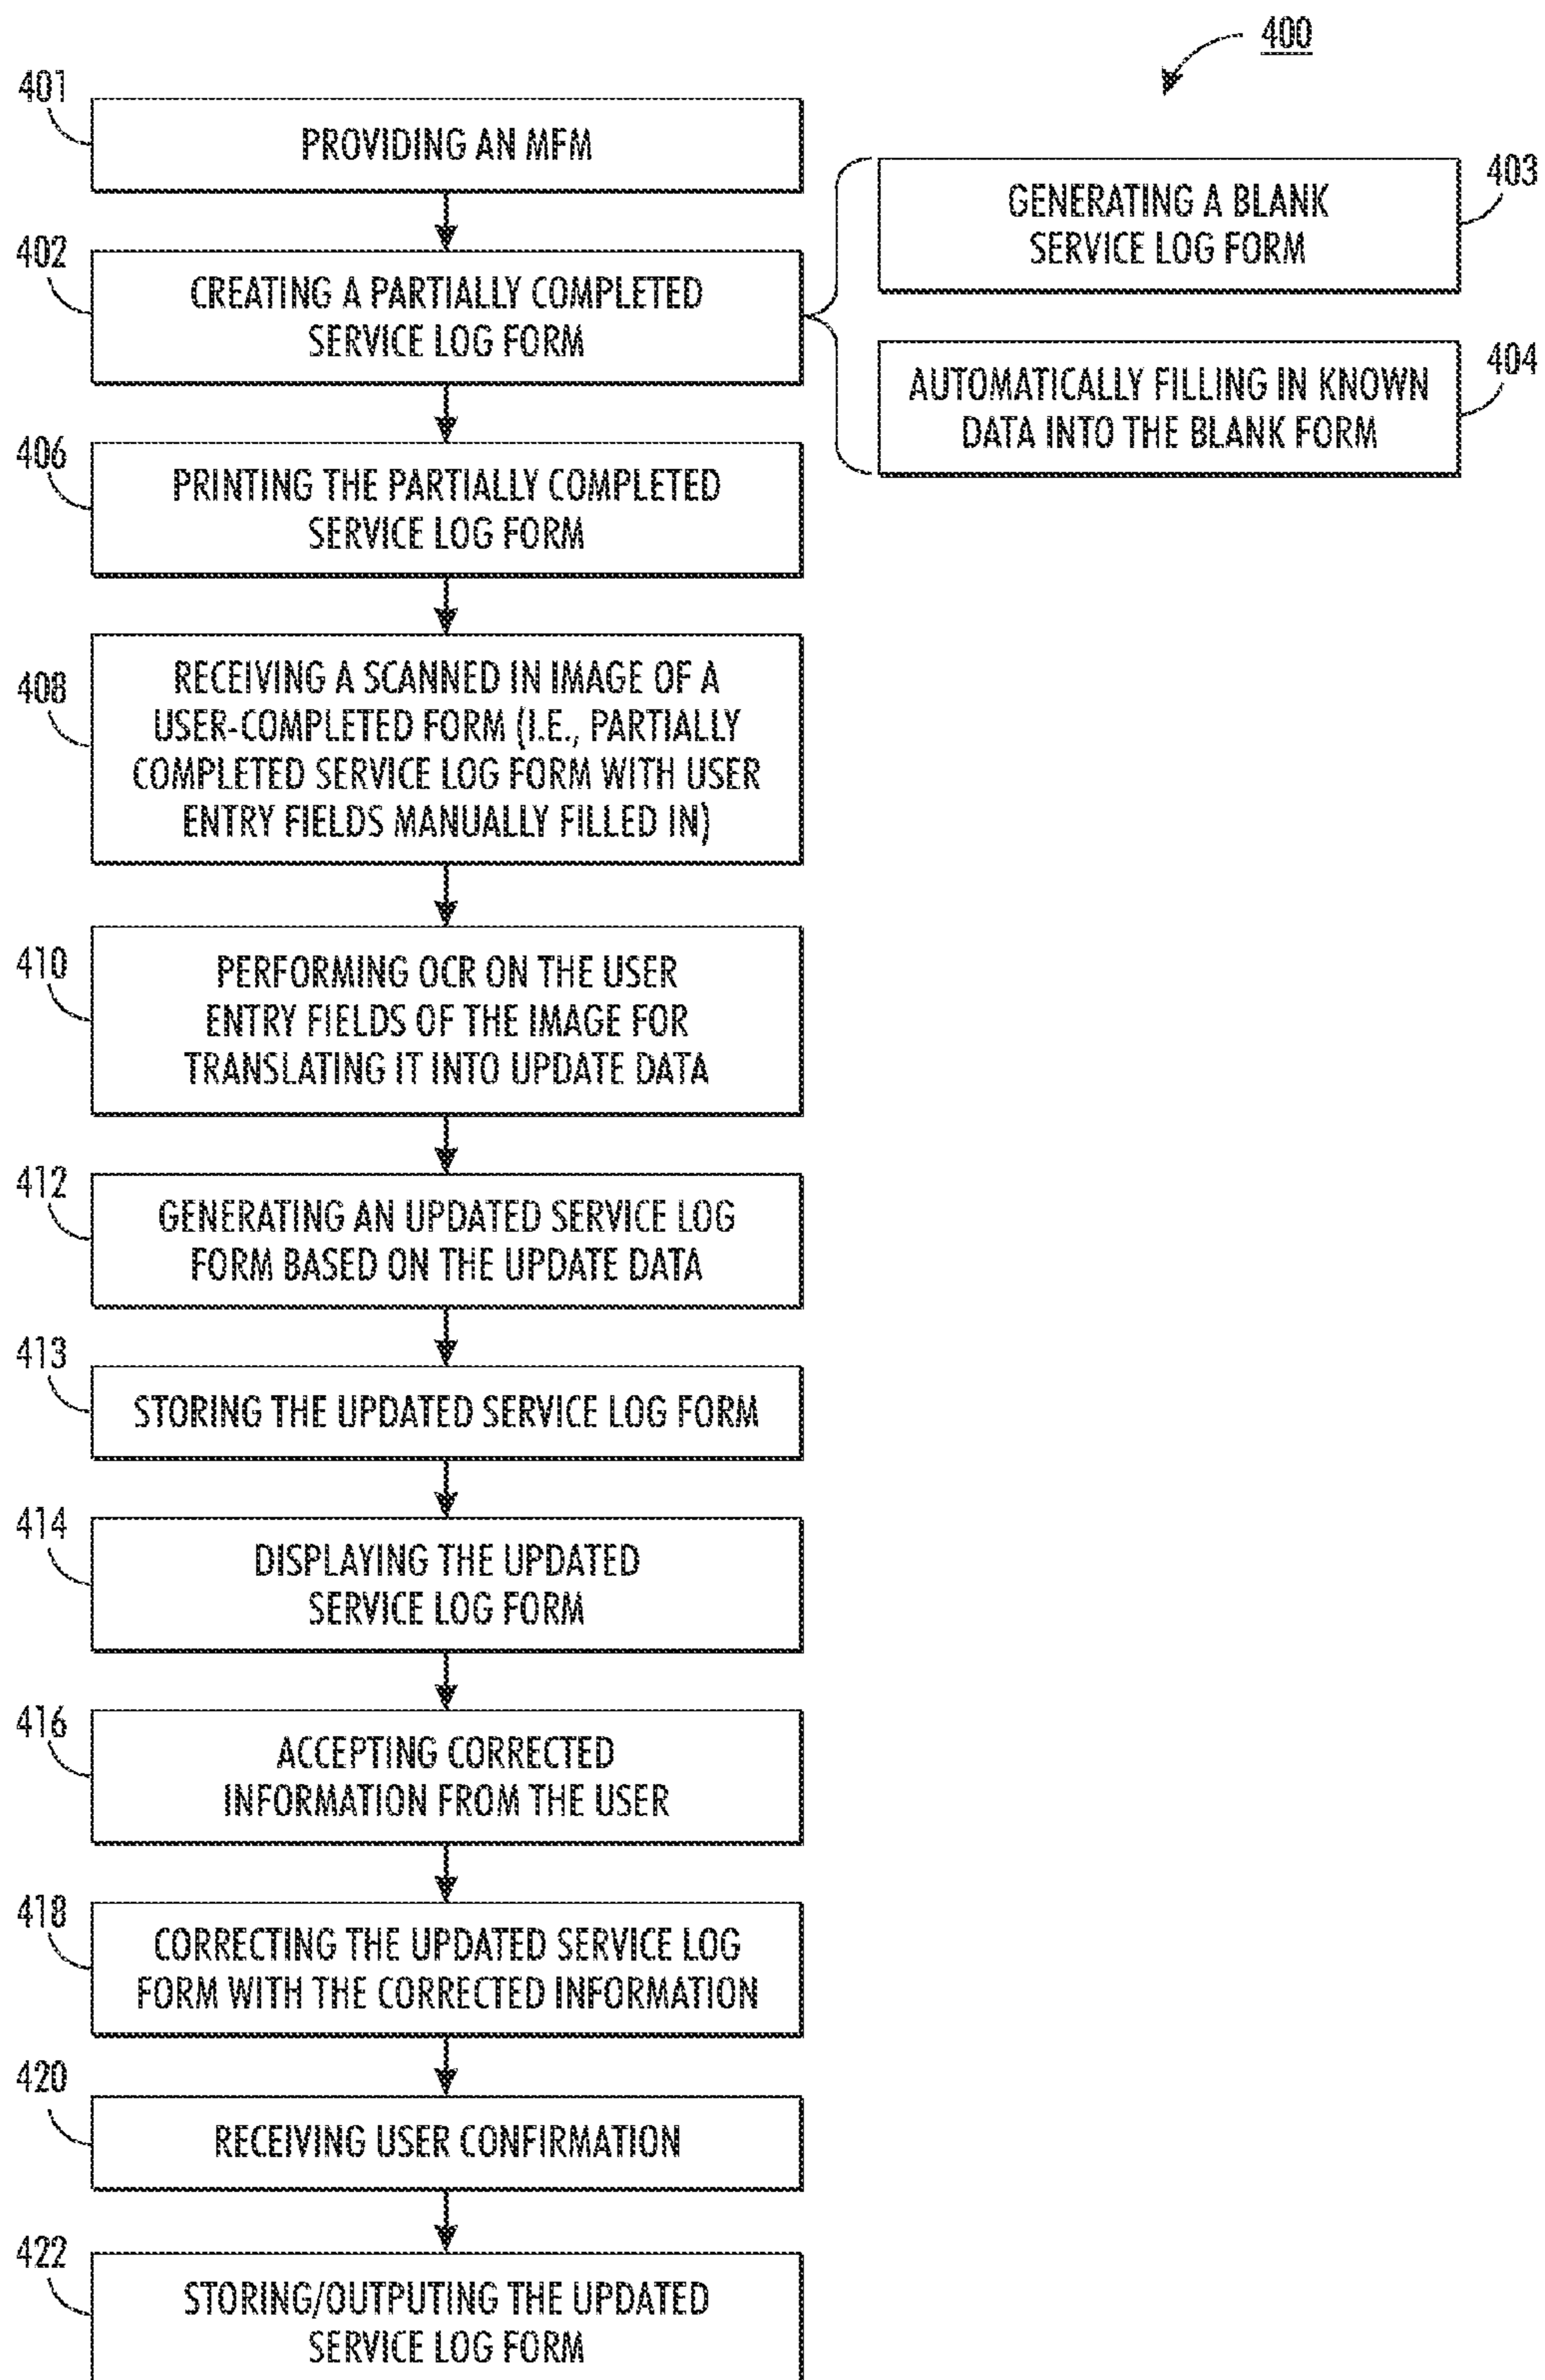 400
401
PROVIDING AN MFM
402
CREATING A PARTIALLY COMPLETED
SERVICE LOG FORM
403
GENERATING A BLANK
SERVICE LOG FORM
404
AUTOMATICALLY FILLING IN KNOWN
DATA INTO THE BLANK FORM
406
PRINTING THE PARTIALLY COMPLETED
SERVICE LOG FORM
408
RECEIVING A SCANNED IN IMAGE OF A
USER-COMPLETED FORM (I.E., PARTIALLY
COMPLETED SERVICE LOG FORM WITH USER
ENTRY FIELDS MANUALLY FILLED IN)
410
PERFORMING OCR ON THE USER
ENTRY FIELDS OF THE IMAGE FOR
TRANSLATING IT INTO UPDATE DATA
412
GENERATING AN UPDATED SERVICE LOG
FORM BASED ON THE UPDATE DATA
413
STORING THE UPDATED SERVICE LOG FORM
414
DISPLAYING THE UPDATED
SERVICE LOG FORM
416
ACCEPTING CORRECTED
INFORMATION FROM THE USER
418
CORRECTING THE UPDATED SERVICE LOG
FORM WITH THE CORRECTED INFORMATION
420
RECEIVING USER CONFIRMATION
422
STORING/OUTPUTING THE UPDATED
SERVICE LOG FORM